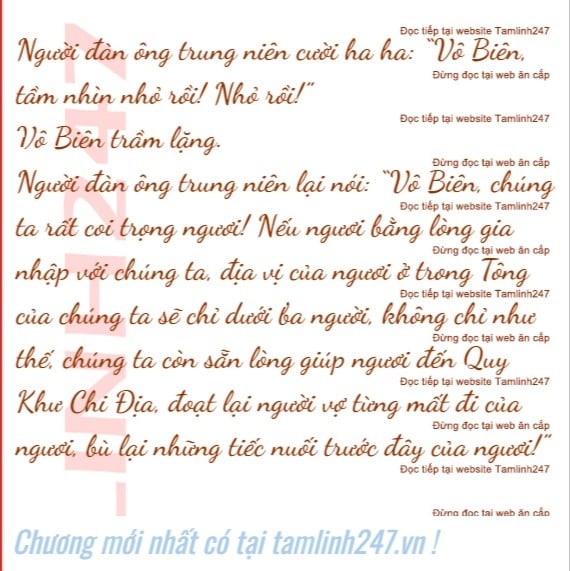 Đọc tiếp tại website Tamlinh247
Người đàn ông trung niên cười ha ha: “Vô Biên,
Đừng đọc tại web ăn cắp
tầm nhìn nhỏ rồi! Nhỏ rồi!”
Đọc tiếp tại website Tamlinh247
Vô Biên trầm lặng.
Đừng đọc tại web ăn cắp
Người đàn ông trung niên lại nói: “Vô Biên, chúng
Đọc tiếp tại website Tamlinh247
ta rất coi trọng ngươi! Nếu ngươi bằng lòng gia
Đừng đọc tại web ăn cắp
nhập với chúng ta, địa vị của ngươi ở trong Tông
Đọc tiếp tại website Tamlinh247
của chúng ta sẽ chỉ dưới ba người, không chỉ như
Đừng đọc tại web ăn cắp
thế, chúng ta còn sẵn lòng giúp ngươi đến Quy
Đọc tiếp tại website Tamlinh247
Khư Chi Địa, đoạt lại người vợ từng mất đi của
Đừng đọc tại web ăn cắp
ngươi, bù lại những tiếc nuối trước đây của ngươi!”
Đọc tiếp tại website Tamlinh247
Đừng đọc tại web ăn cắp
_INH247
Chương mới nhất có tại tamlinh247.vn !